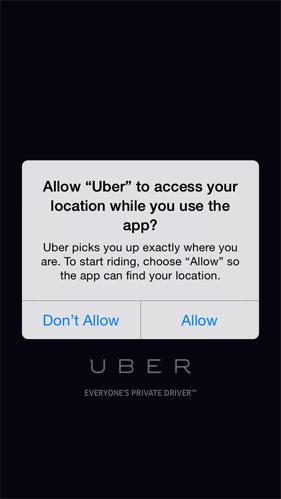 Allow “Uber” to access your
location while you use the
app?
Uber picks you up exactly where you
are. To start riding, choose “Allow” so
the app can find your location.
Don’t Allow
Allow
UBER
EVERYONE’S PRIVATE DRIVER™